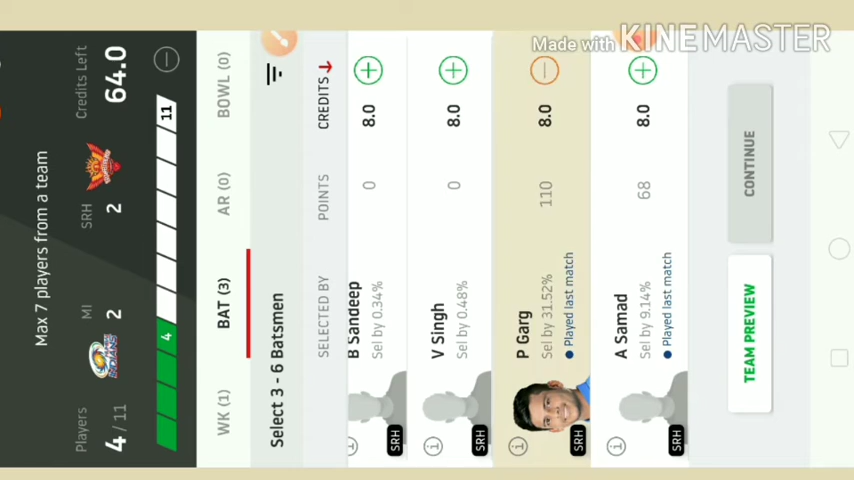 Made with KINEMASTER
Max 7 players from a team
Players
MI
SRH
Credits Left
4 / 11
2
2
64.0
4
11
WK (1)
BAT (3)
AR (0)
BOWL (0)
Select 3 - 6 Batsmen
SELECTED BY
POINTS
CREDITS
B Sandeep
Sel by 0.34%
0
8.0
SRH
V Singh
Sel by 0.48%
0
8.0
SRH
P Garg
Sel by 31.52%
Played last match
110
8.0
SRH
A Samad
Sel by 9.14%
Played last match
68
8.0
SRH
TEAM PREVIEW
CONTINUE